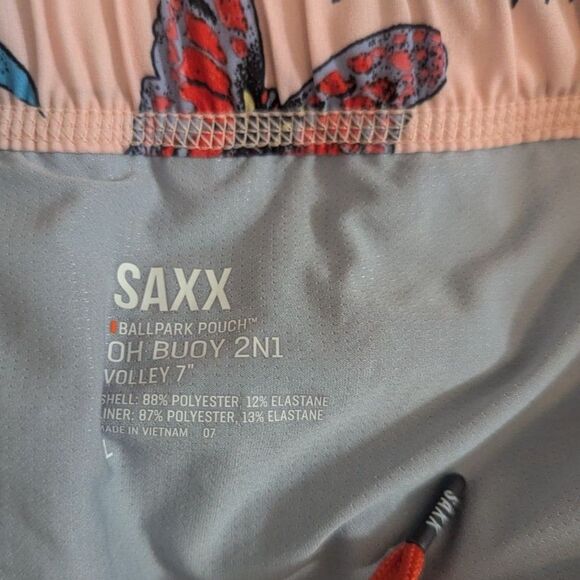 SAXX
BALLPARK POUCH™
OH BUOY 2N1
VOLLEY 7"
SHELL: 88% POLYESTER, 12% ELASTANE
LINER: 87% POLYESTER, 13% ELASTANE
MADE IN VIETNAM 07
L
SAXX